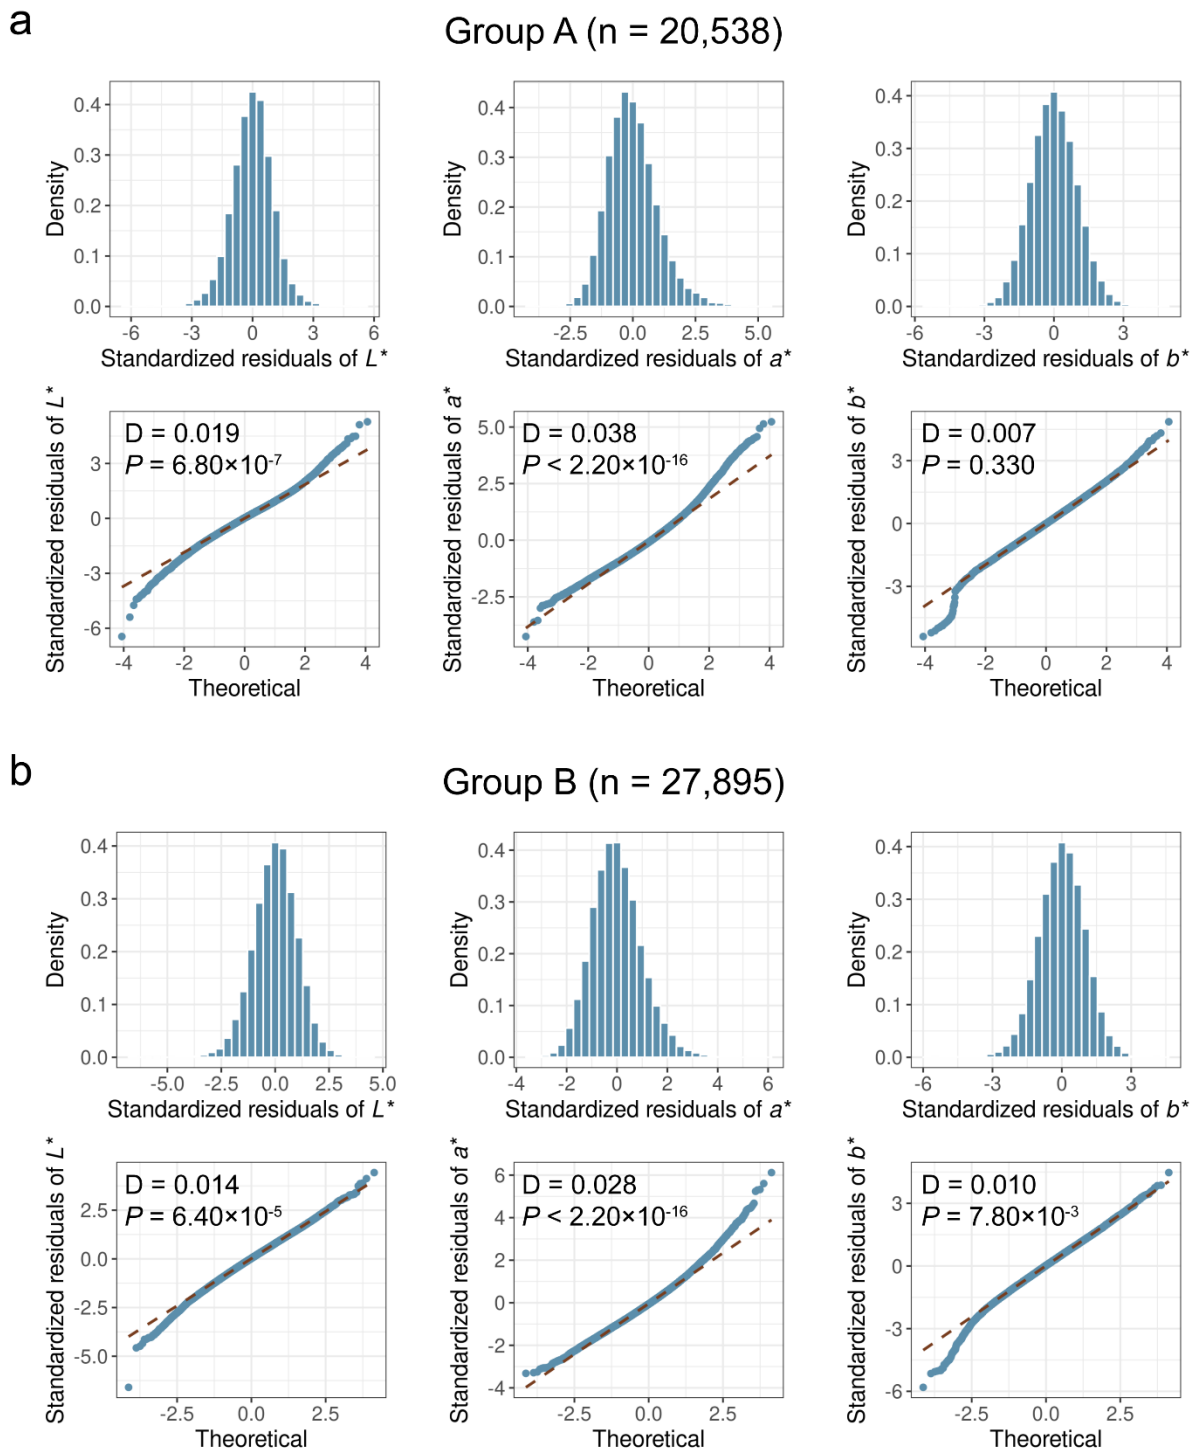 a
Group A (n = 20,538)
Density
0.4
0.3
0.2
0.1
0.0
-6 -3 0 3 6
Standardized residuals of L*
Density
0.4
0.3
0.2
0.1
0.0
-2.5 0.0 2.5 5.0
Standardized residuals of a*
Density
0.4
0.3
0.2
0.1
0.0
-6 -3 0 3
Standardized residuals of b*
Standardized residuals of L*
D = 0.019
P = 6.80×10⁻⁷
3
0
-3
-6
-4 -2 0 2 4
Theoretical
Standardized residuals of a*
D = 0.038
P < 2.20×10⁻¹⁶
5.0
2.5
0.0
-2.5
-4 -2 0 2 4
Theoretical
Standardized residuals of b*
D = 0.007
P = 0.330
3
0
-3
-4 -2 0 2 4
Theoretical
b
Group B (n = 27,895)
Density
0.4
0.3
0.2
0.1
0.0
-5.0 -2.5 0.0 2.5 5.0
Standardized residuals of L*
Density
0.4
0.3
0.2
0.1
0.0
-4 -2 0 2 4 6
Standardized residuals of a*
Density
0.4
0.3
0.2
0.1
0.0
-6 -3 0 3
Standardized residuals of b*
Standardized residuals of L*
D = 0.014
P = 6.40×10⁻⁵
2.5
0.0
-2.5
-5.0
-2.5 0.0 2.5
Theoretical
Standardized residuals of a*
D = 0.028
P < 2.20×10⁻¹⁶
6
4
2
0
-2
-4
-2.5 0.0 2.5
Theoretical
Standardized residuals of b*
D = 0.010
P = 7.80×10⁻³
3
0
-3
-6
-2.5 0.0 2.5
Theoretical